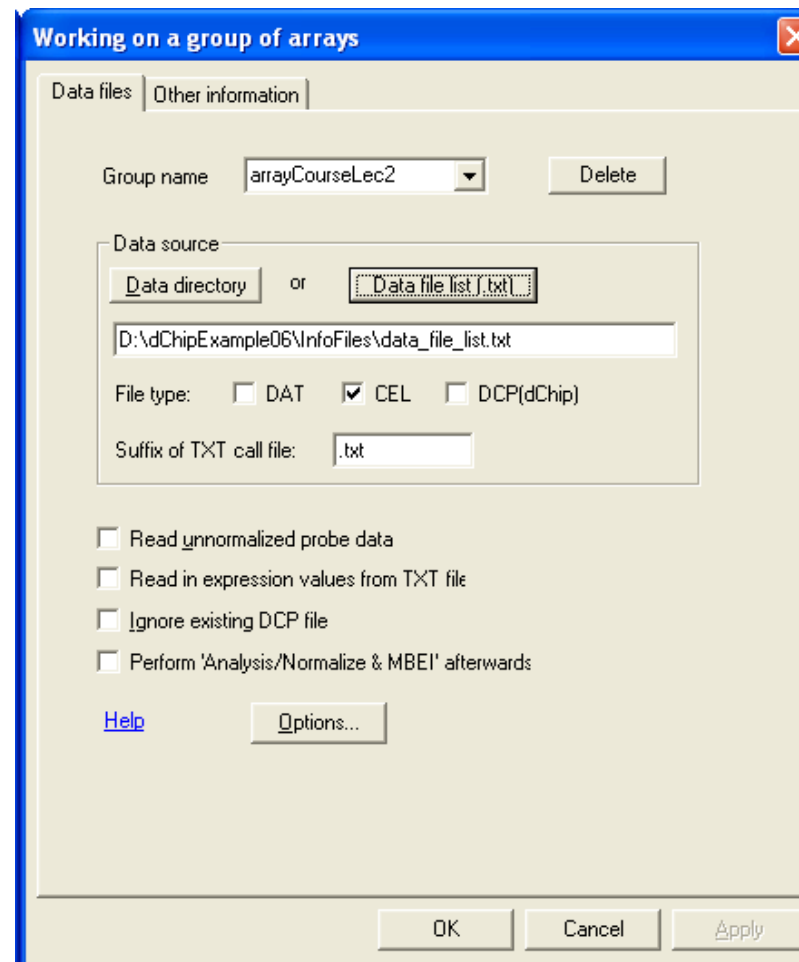 Working on a group of arrays
Data files Other information
Group name arrayCourseLec2 Delete
Data source
Data directory or Data file list (.txt)
D:\dChipExample06\InfoFiles\data_file_list.txt
File type: DAT CEL DCP(dChip)
Suffix of TXT call file: .txt
Read unnormalized probe data
Read in expression values from TXT file
Ignore existing DCP file
Perform 'Analysis/Normalize & MBEI' afterwards
Help Options...
OK Cancel Apply